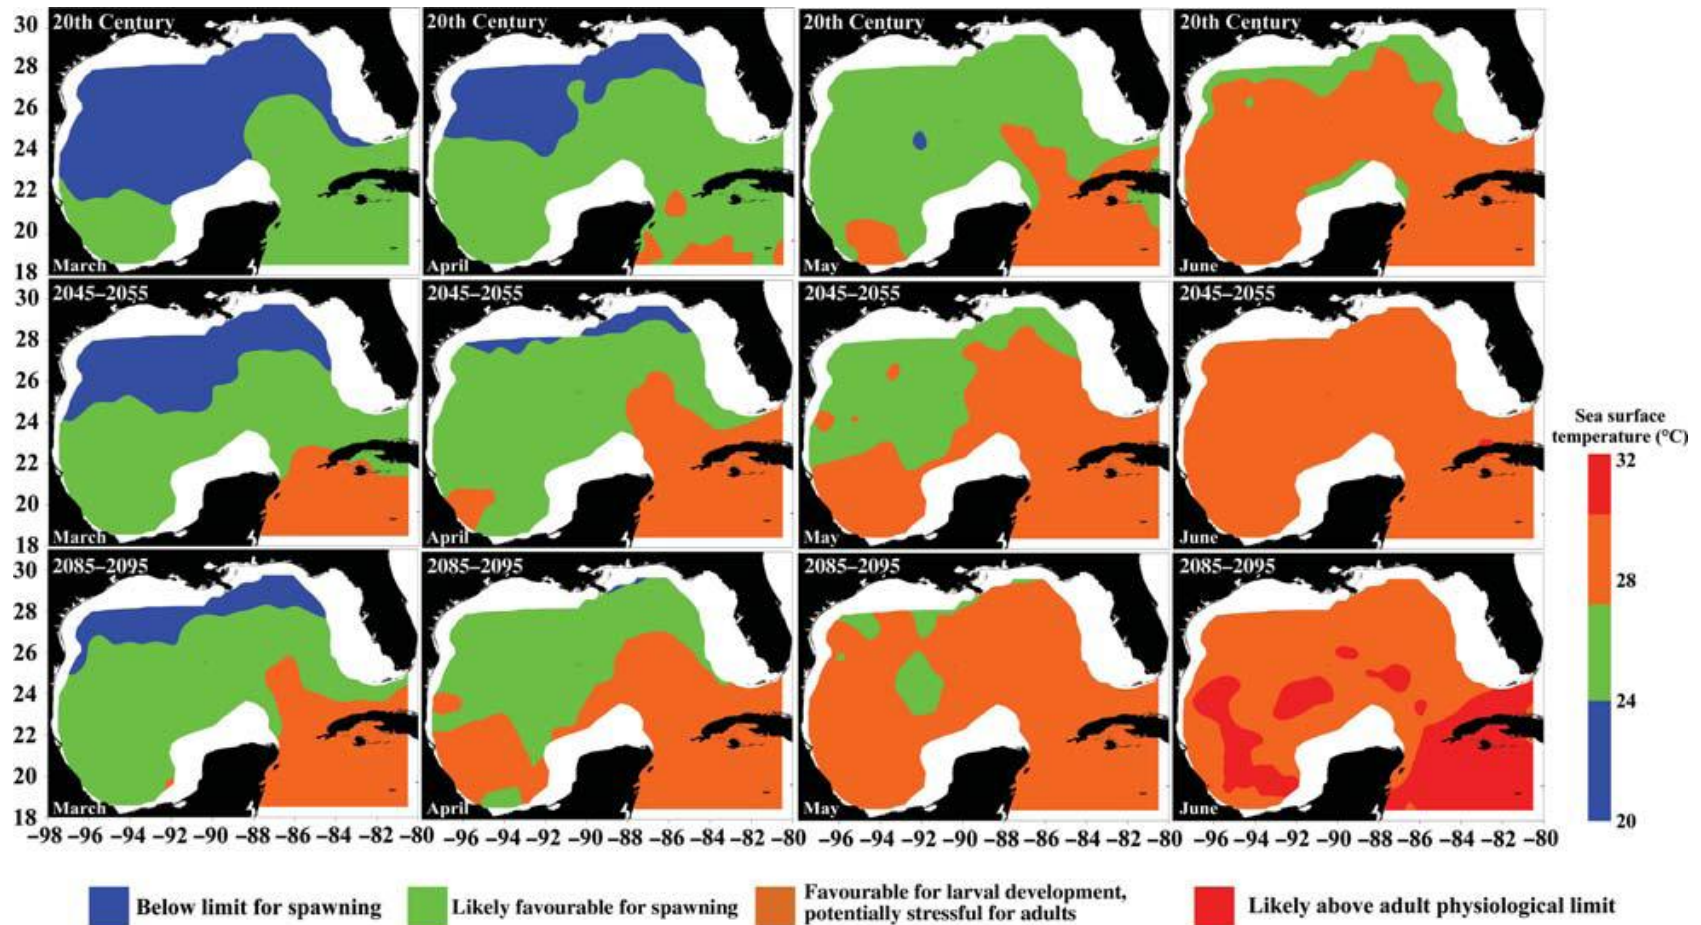 20th Century
20th Century
20th Century
20th Century
30
28
26
24
22
20
18
March
April
May
June
2045–2055
2045–2055
2045–2055
2045–2055
30
28
26
24
22
20
18
March
April
May
June
2085–2095
2085–2095
2085–2095
2085–2095
30
28
26
24
22
20
18
March
April
May
June
−98 −96 −94 −92 −90 −88 −86 −84 −82 −80
−96 −94 −92 −90 −88 −86 −84 −82 −80
−96 −94 −92 −90 −88 −86 −84 −82 −80
−96 −94 −92 −90 −88 −86 −84 −82 −80
Sea surface
temperature (°C)
32
28
24
20
Below limit for spawning
Likely favourable for spawning
Favourable for larval development,
potentially stressful for adults
Likely above adult physiological limit